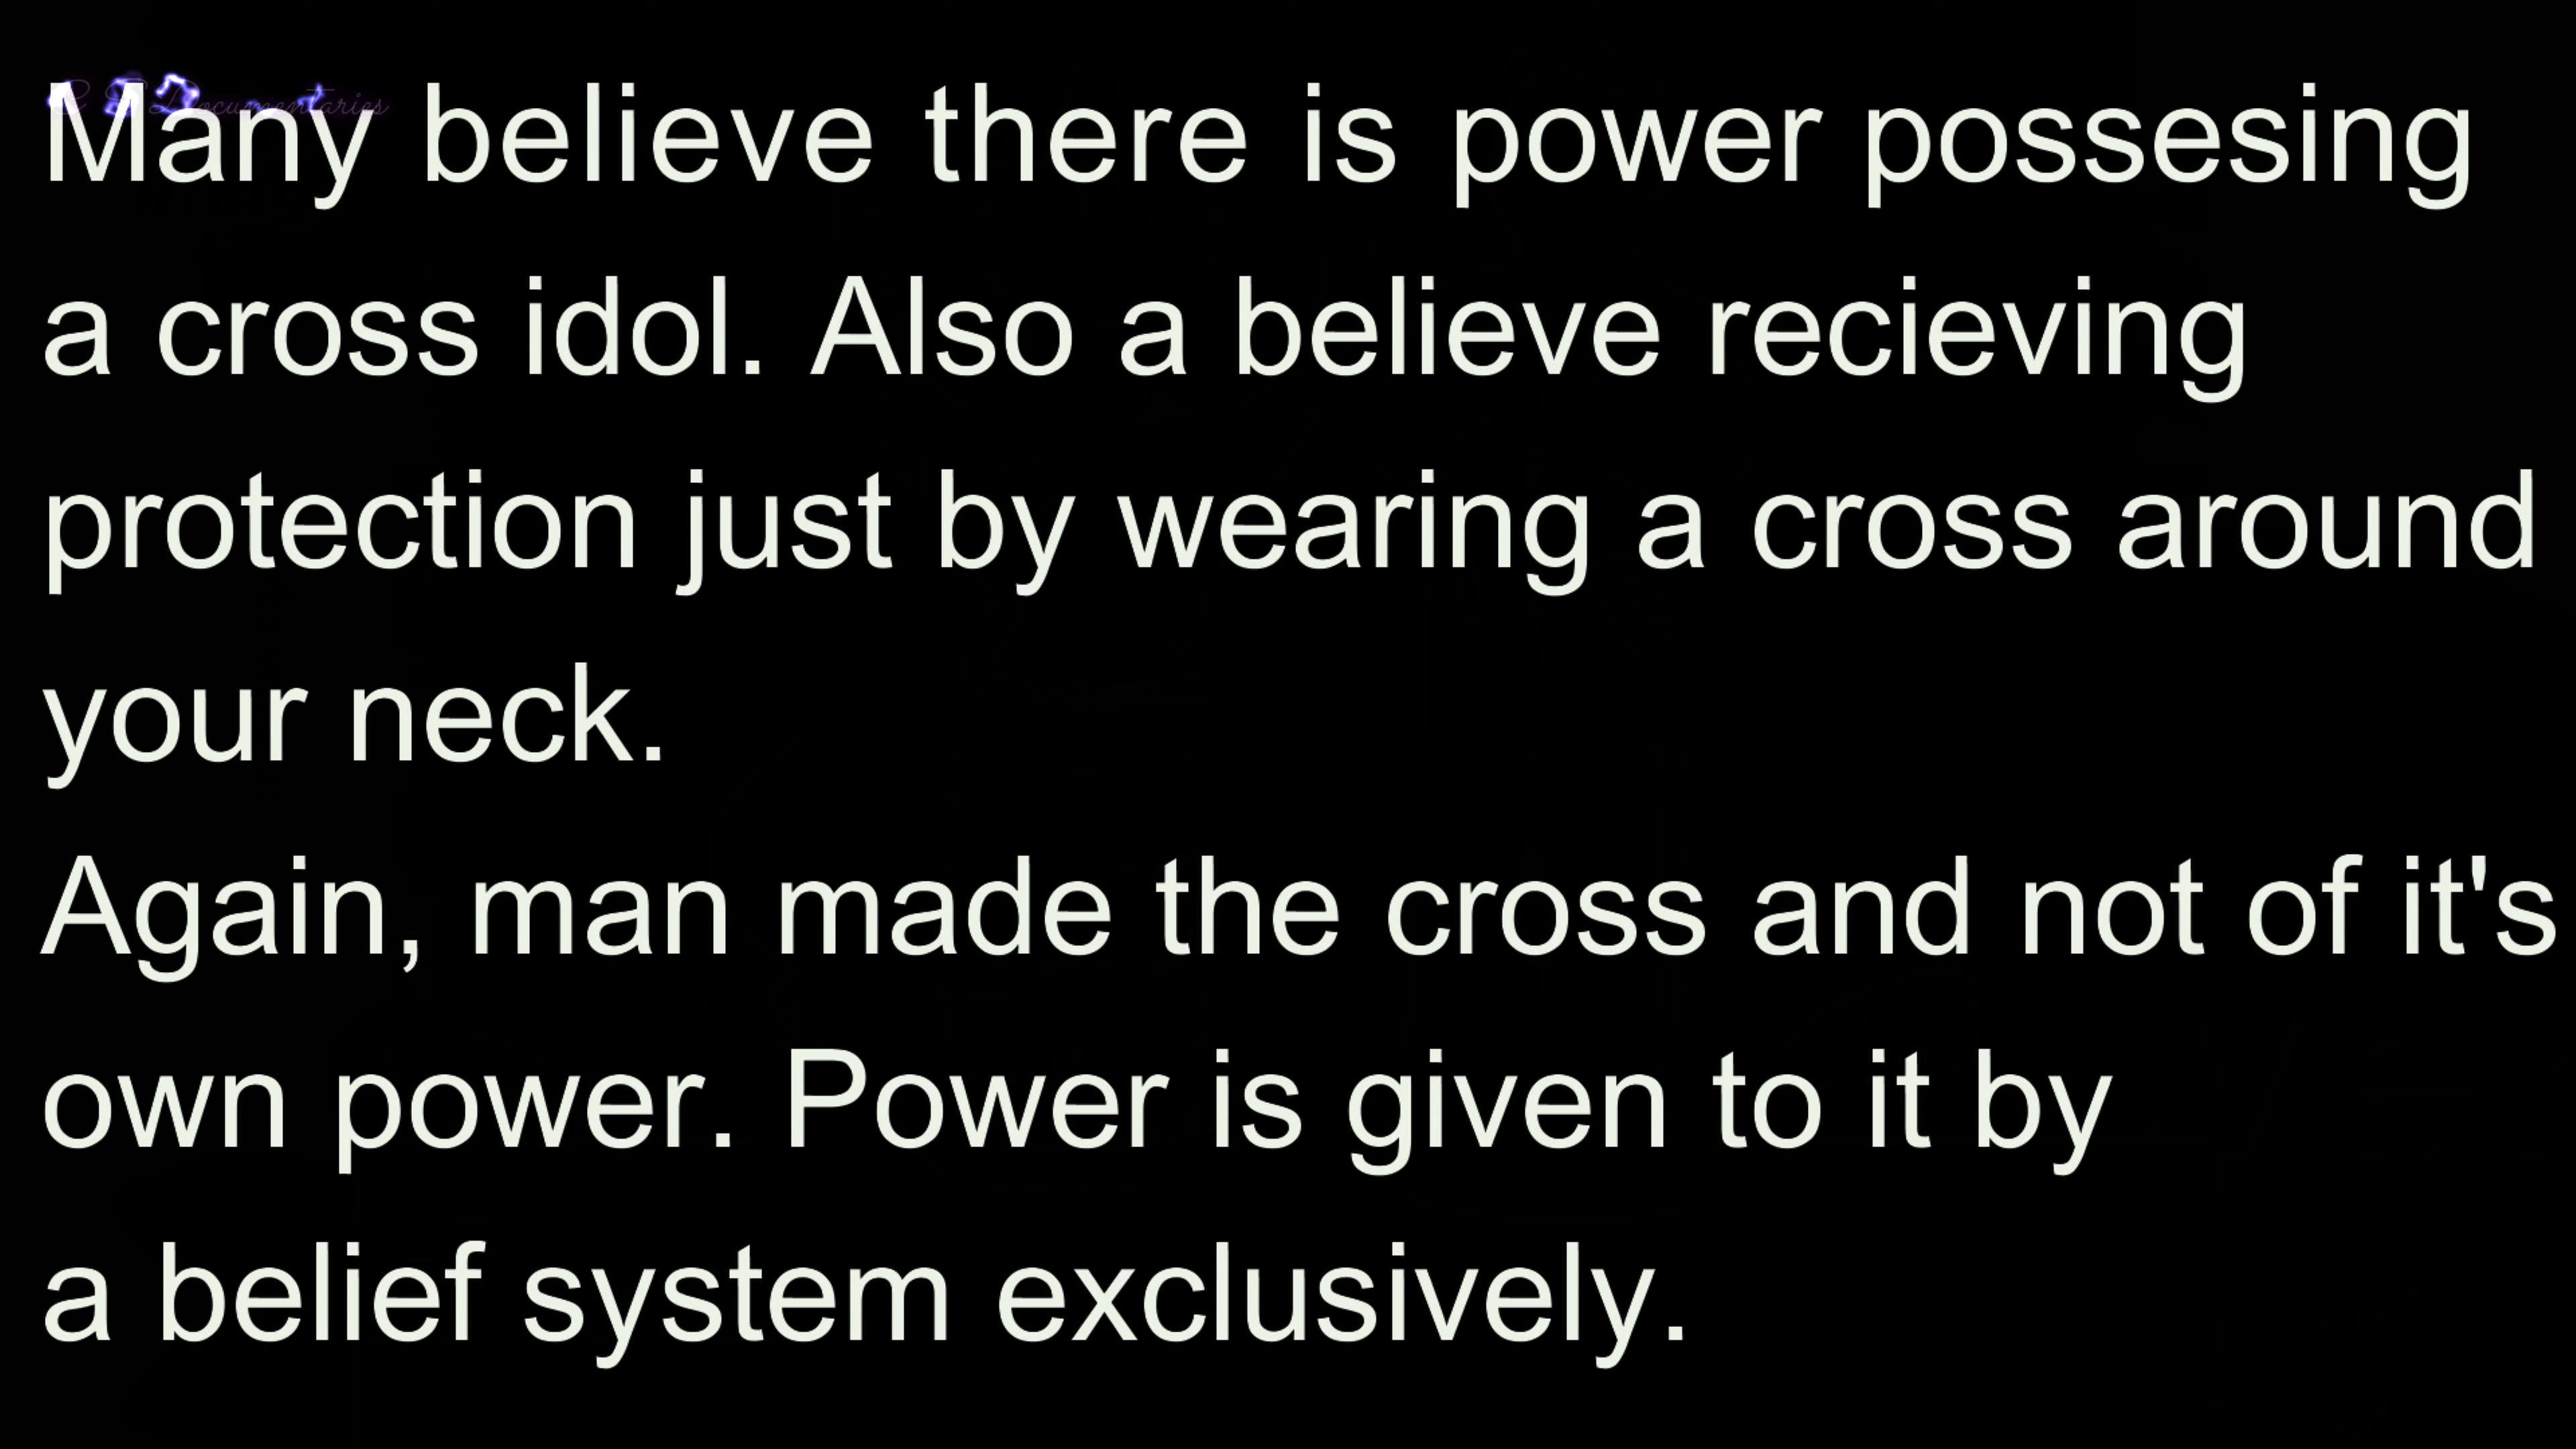 Documentaries
Many believe there is power possesing
a cross idol. Also a believe recieving
protection just by wearing a cross around
your neck.
Again, man made the cross and not of it's
own power. Power is given to it by
a belief system exclusively.